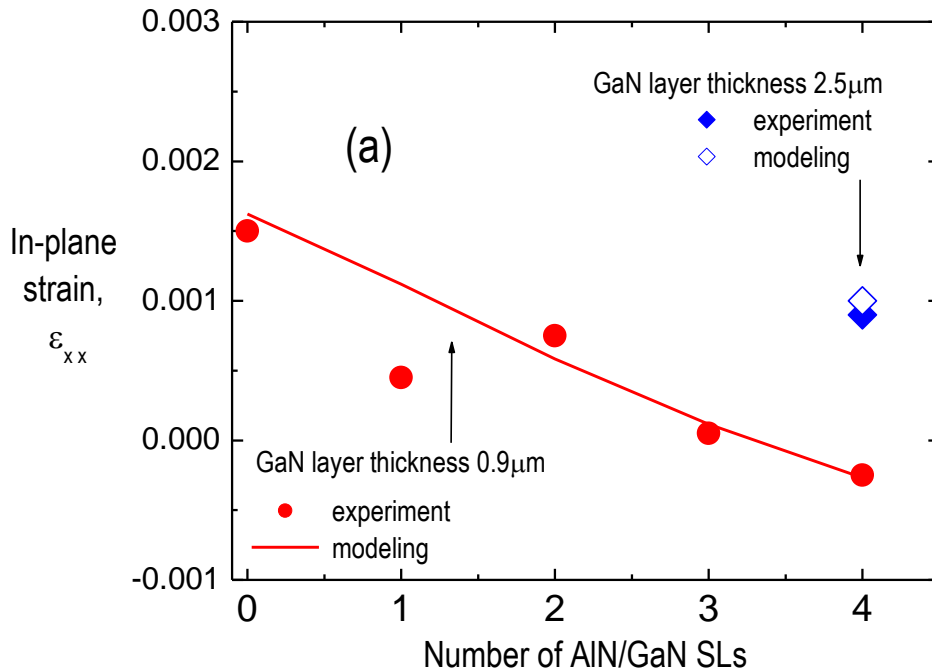 0.003
0.002
0.001
0.000
-0.001
In-plane
strain,
εxx
(a)
GaN layer thickness 2.5μm
experiment
modeling
GaN layer thickness 0.9μm
experiment
modeling
0 1 2 3 4
Number of AlN/GaN SLs